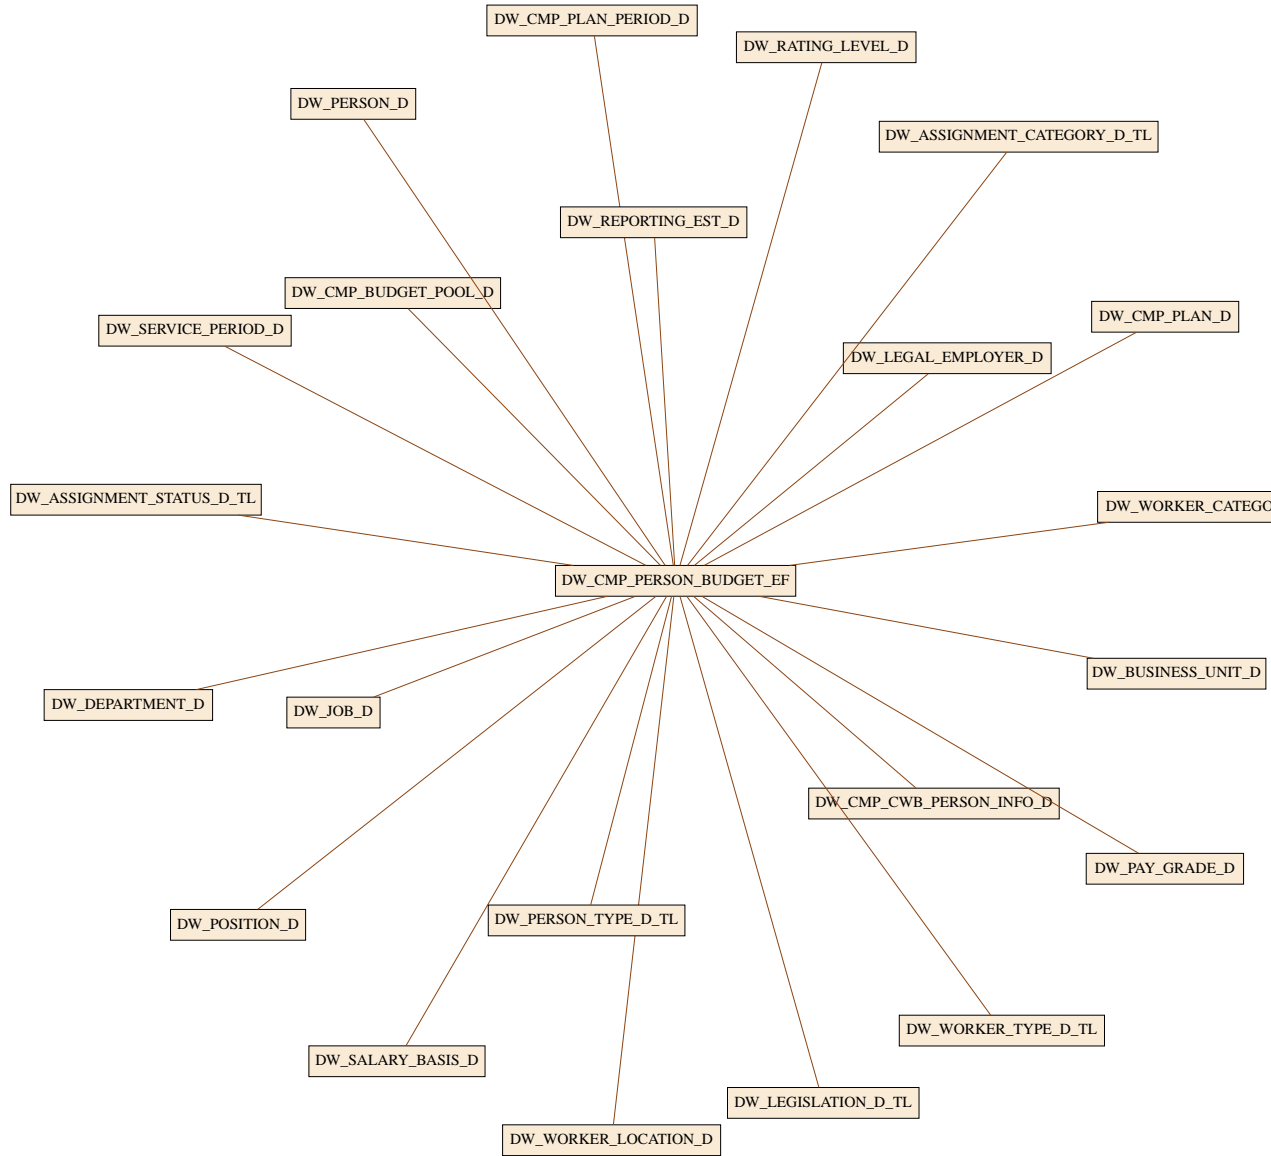 DW_CMP_PLAN_PERIOD_D
DW_RATING_LEVEL_D
DW_PERSON_D
DW_ASSIGNMENT_CATEGORY_D_TL
DW_REPORTING_EST_D
DW_CMP_BUDGET_POOL_D
DW_CMP_PLAN_D
DW_SERVICE_PERIOD_D
DW_LEGAL_EMPLOYER_D
DW_ASSIGNMENT_STATUS_D_TL
DW_WORKER_CATEGO
DW_CMP_PERSON_BUDGET_EF
DW_BUSINESS_UNIT_D
DW_DEPARTMENT_D
DW_JOB_D
DW_CMP_CWB_PERSON_INFO_D
DW_PAY_GRADE_D
DW_PERSON_TYPE_D_TL
DW_POSITION_D
DW_WORKER_TYPE_D_TL
DW_SALARY_BASIS_D
DW_LEGISLATION_D_TL
DW_WORKER_LOCATION_D